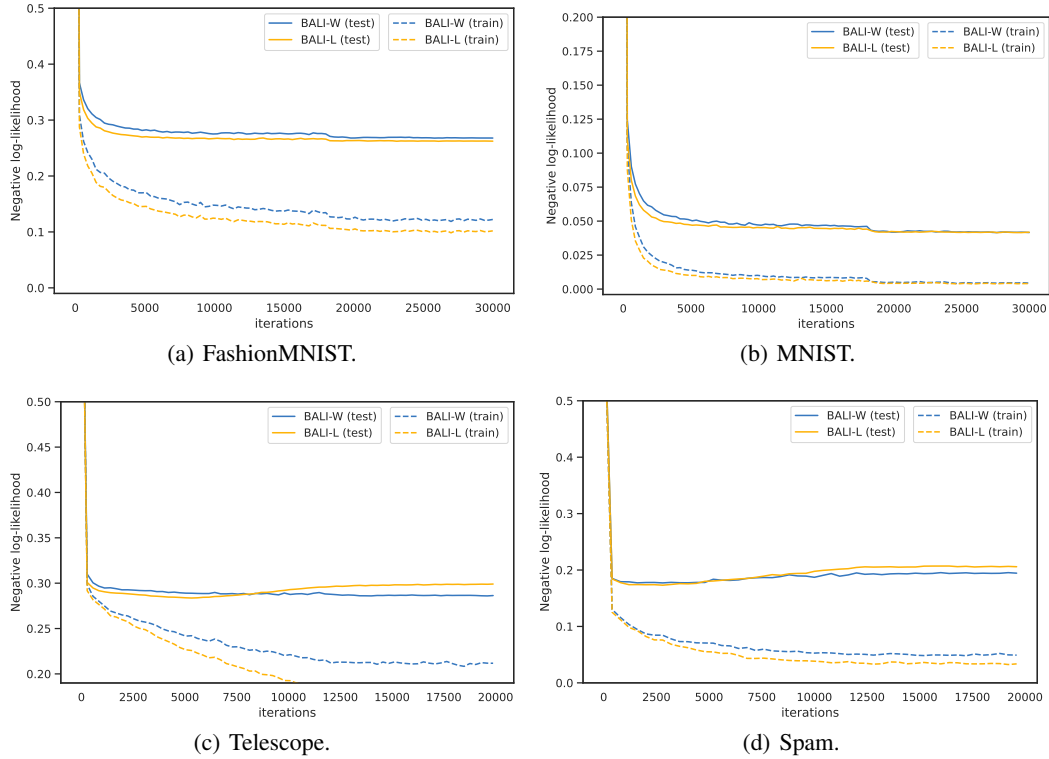 0.5
0.4
0.3
0.2
0.1
0.0
Negative log-likelihood
BALI-W (test)
BALI-L (test)
BALI-W (train)
BALI-L (train)
0 5000 10000 15000 20000 25000 30000
iterations
(a) FashionMNIST.
0.200
0.175
0.150
0.125
0.100
0.075
0.050
0.025
0.000
Negative log-likelihood
BALI-W (test)
BALI-L (test)
BALI-W (train)
BALI-L (train)
0 5000 10000 15000 20000 25000 30000
iterations
(b) MNIST.
0.50
0.45
0.40
0.35
0.30
0.25
0.20
Negative log-likelihood
BALI-W (test)
BALI-L (test)
BALI-W (train)
BALI-L (train)
0 2500 5000 7500 10000 12500 15000 17500 20000
iterations
(c) Telescope.
0.5
0.4
0.3
0.2
0.1
0.0
Negative log-likelihood
BALI-W (test)
BALI-L (test)
BALI-W (train)
BALI-L (train)
0 2500 5000 7500 10000 12500 15000 17500 20000
iterations
(d) Spam.